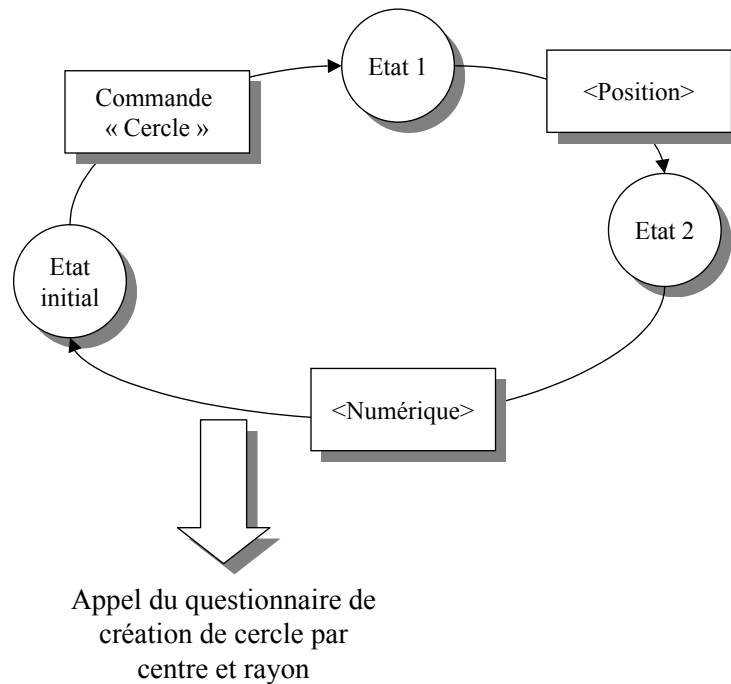 Etat 1
Commande
« Cercle »
<Position>
Etat 2
Etat
initial
<Numérique>
Appel du questionnaire de
création de cercle par
centre et rayon